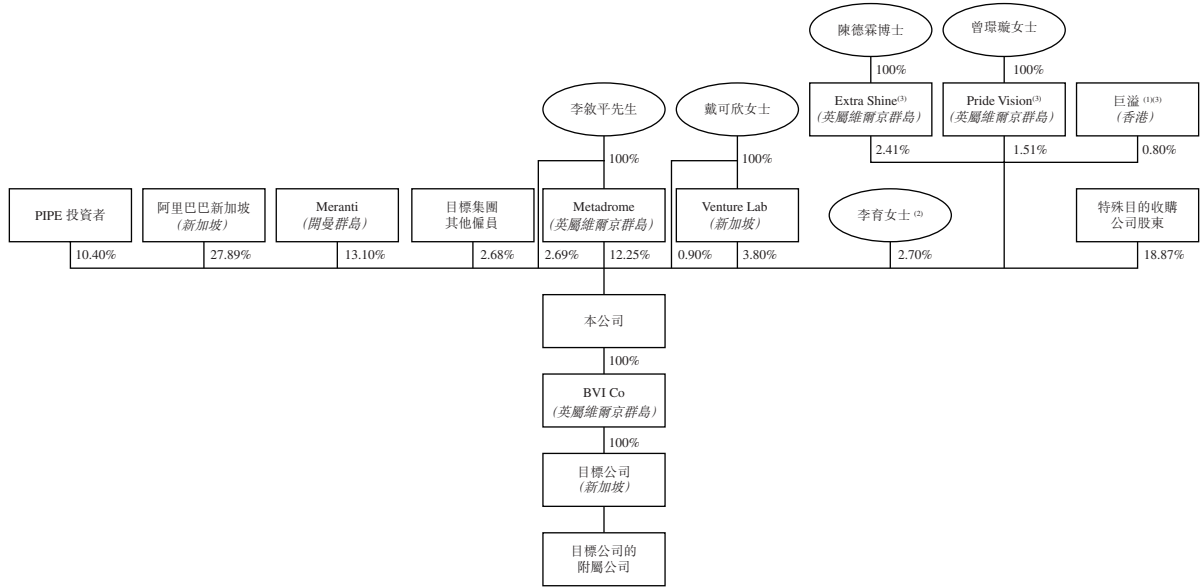 陳德霖博士
曾璟璇女士
100%
100%
李敘平先生
戴可欣女士
Extra Shine(3)
(英屬維爾京群島)
Pride Vision(3)
(英屬維爾京群島)
巨溢 (1)(3)
(香港)
100%
100%
2.41%
1.51%
0.80%
PIPE 投資者
阿里巴巴新加坡
(新加坡)
Meranti
(開曼群島)
目標集團
其他僱員
Metadrome
(英屬維爾京群島)
Venture Lab
(新加坡)
李育女士 (2)
特殊目的收購
公司股東
10.40%
27.89%
13.10%
2.68%
2.69%
12.25%
0.90%
3.80%
2.70%
18.87%
本公司
100%
BVI Co
(英屬維爾京群島)
100%
目標公司
(新加坡)
目標公司的
附屬公司